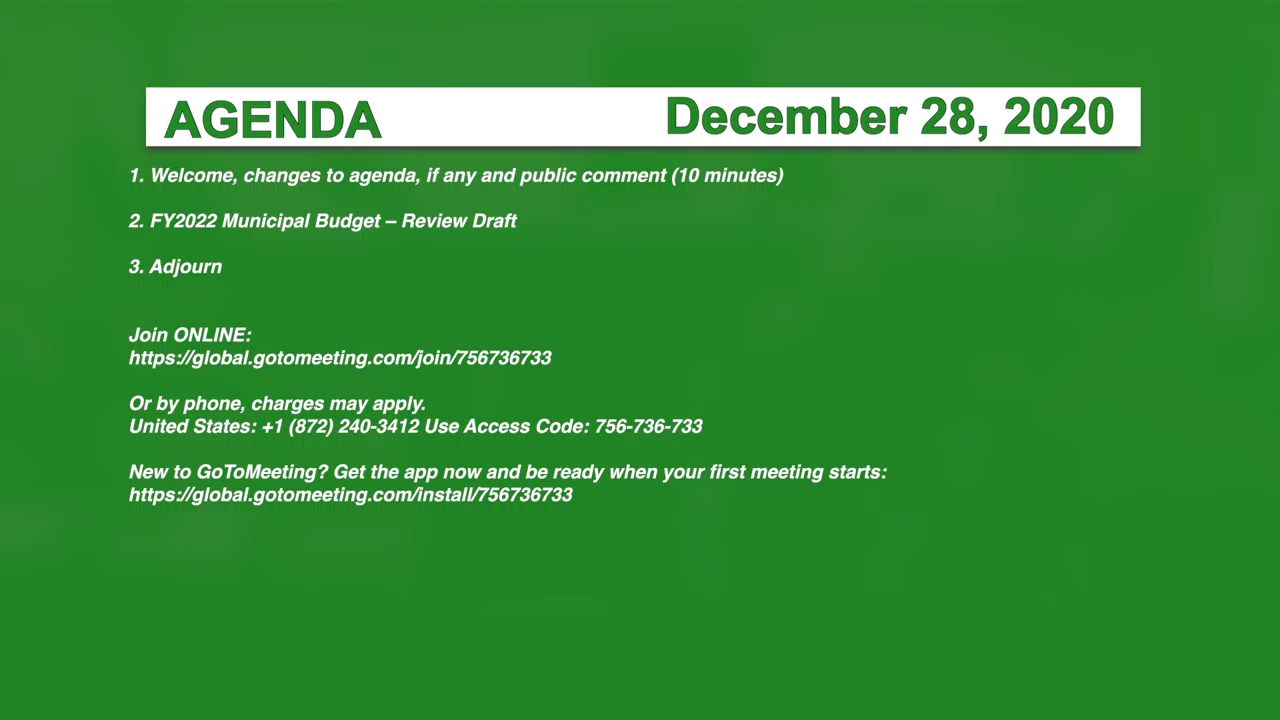 AGENDA December 28, 2020
1. Welcome, changes to agenda, if any and public comment (10 minutes)
2. FY2022 Municipal Budget – Review Draft
3. Adjourn
Join ONLINE:
https://global.gotomeeting.com/join/756736733
Or by phone, charges may apply.
United States: +1 (872) 240-3412 Use Access Code: 756-736-733
New to GoToMeeting? Get the app now and be ready when your first meeting starts:
https://global.gotomeeting.com/install/756736733